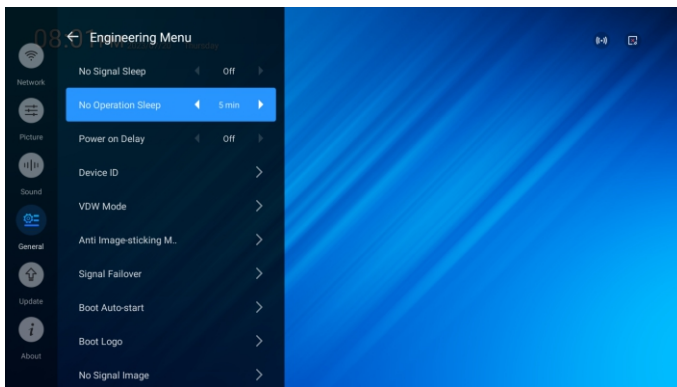 Engineering Menu
No Signal Sleep Off
Network
No Operation Sleep 5 min
Picture
Power on Delay Off
Device ID
Sound
VDW Mode
General
Anti Image-sticking M..
Signal Failover
Update
Boot Auto-start
Boot Logo
About
No Signal Image